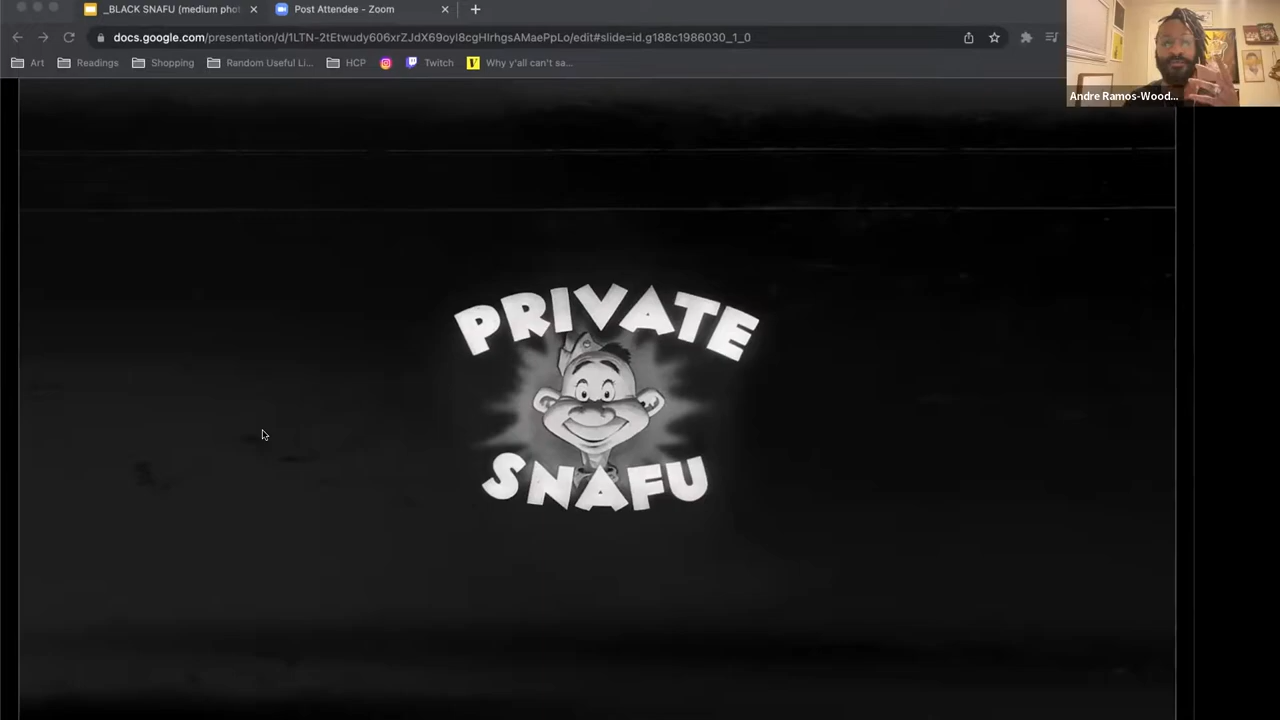 _BLACK SNAFU (medium phot
Post Attendee - Zoom
docs.google.com/presentation/d/1LTN-2tEtwudy606xrZJdX69oyl8cgHIrhgsAMaePpLo/edit#slide=id.g188c1986030_1_0
Art
Readings
Shopping
Random Useful Li...
HCP
Twitch
Why y'all can't sa...
Andre Ramos-Wood...
PRIVATE
SNAFU